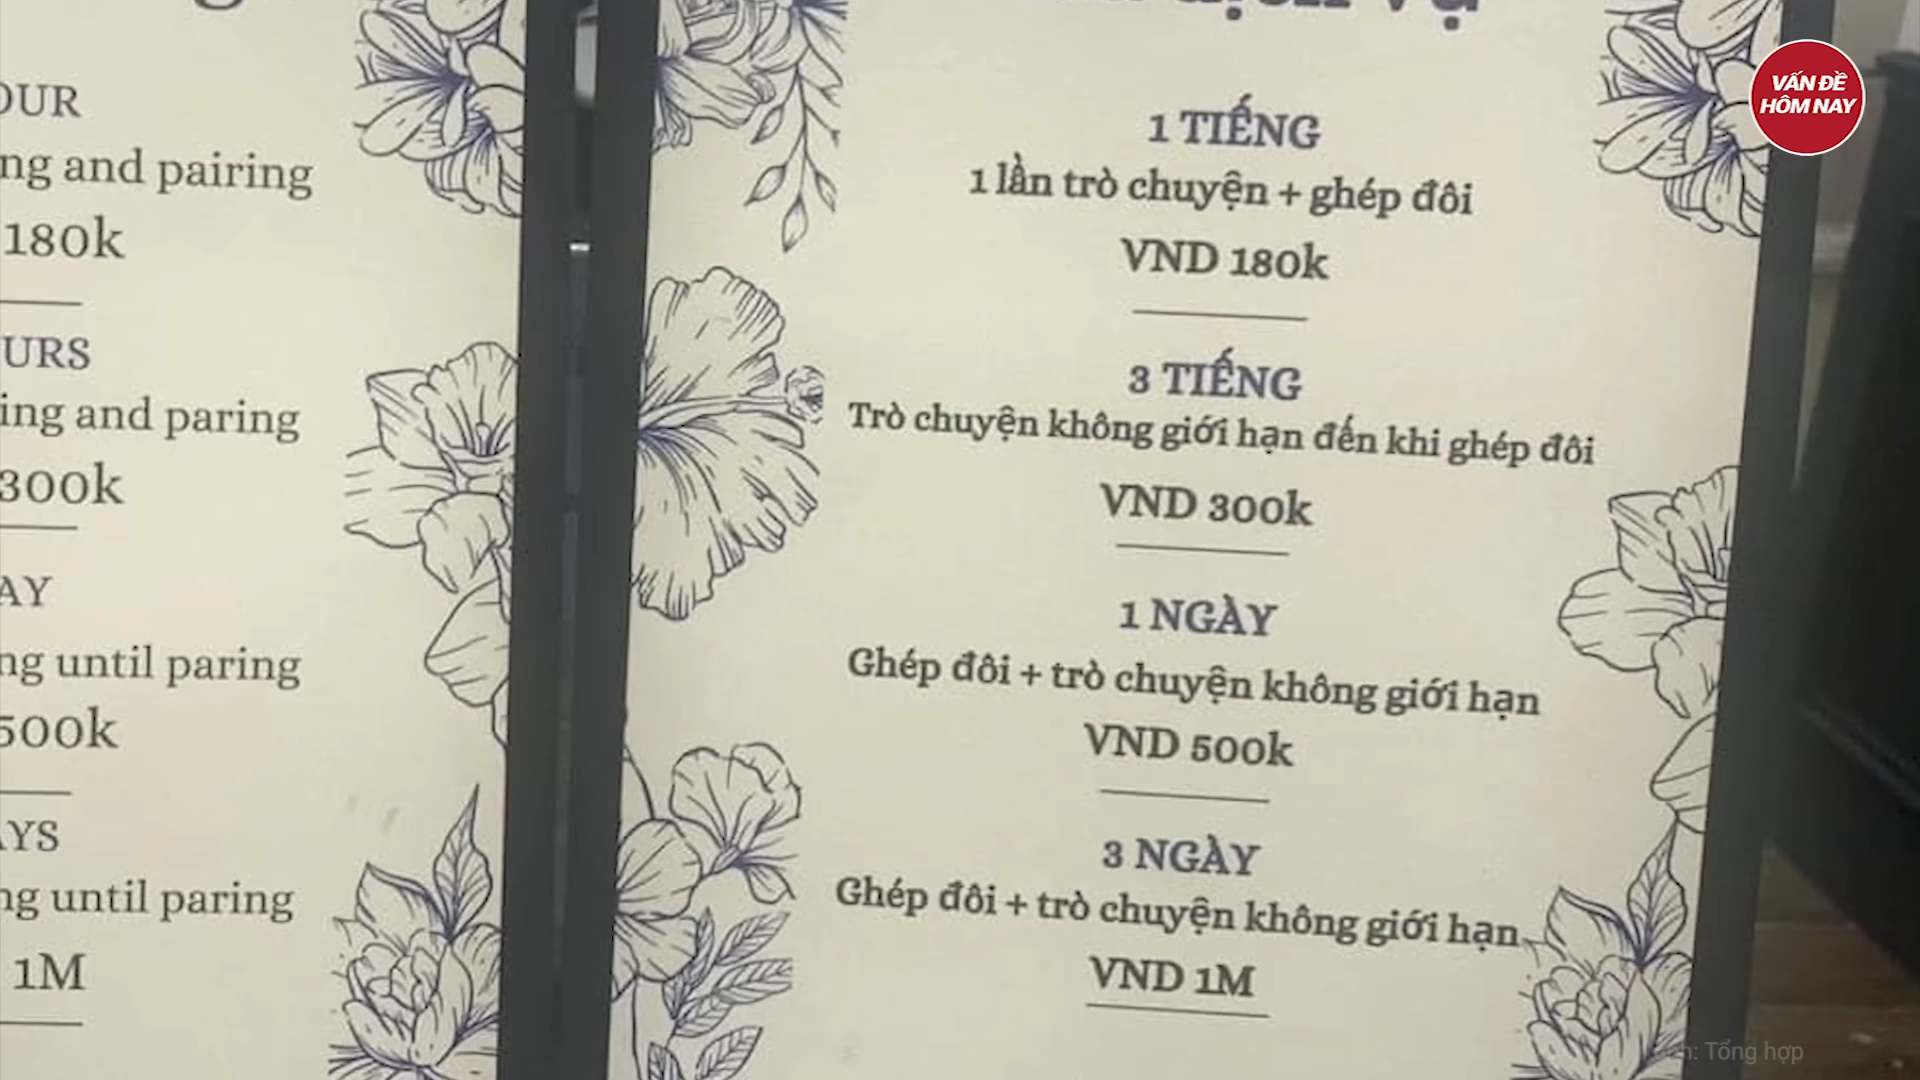 OUR
ng and pairing
180k
URS
ing and paring
300k
AY
ng until paring
500k
AYS
ng until paring
1M
dịch vụ
1 TIẾNG
1 lần trò chuyện + ghép đôi
VND 180k
3 TIẾNG
Trò chuyện không giới hạn đến khi ghép đôi
VND 300k
1 NGÀY
Ghép đôi + trò chuyện không giới hạn
VND 500k
3 NGÀY
Ghép đôi + trò chuyện không giới hạn
VND 1M
VẤN ĐỀ
HÔM NAY
Tổng hợp